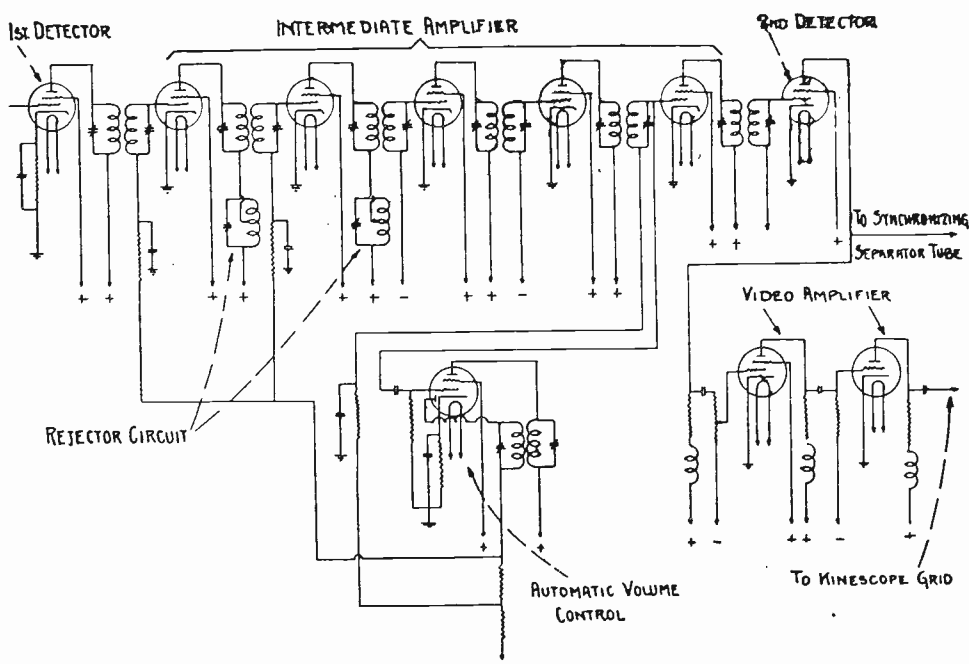 1ST. DETECTOR
INTERMEDIATE AMPLIFIER
2ND DETECTOR
TO SYNCHRONIZING
SEPARATOR TUBE
+ + + + + + - + + - + + + + +
VIDEO AMPLIFIER
REJECTOR CIRCUIT
+ - + + - +
+ +
TO KINESCOPE GRID
AUTOMATIC VOLUME
CONTROL